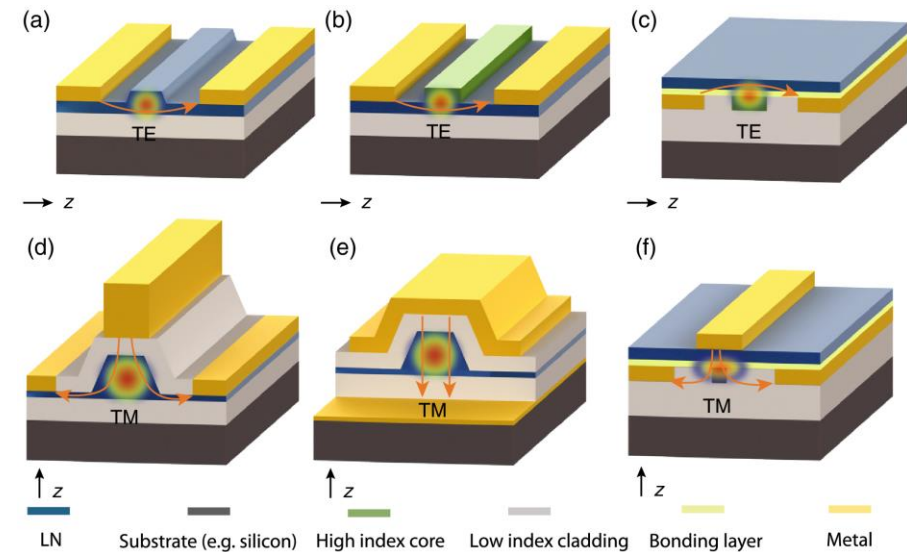 (a) (b) (c)
TE TE TE
z z
(d) (e) (f)
TM TM TM
z z z
LN Substrate (e.g. silicon) High index core Low index cladding Bonding layer Metal